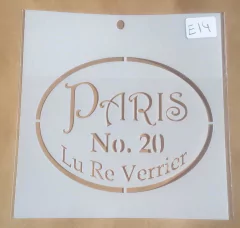 E14
PARIS
No. 20
Lu Re Verrier